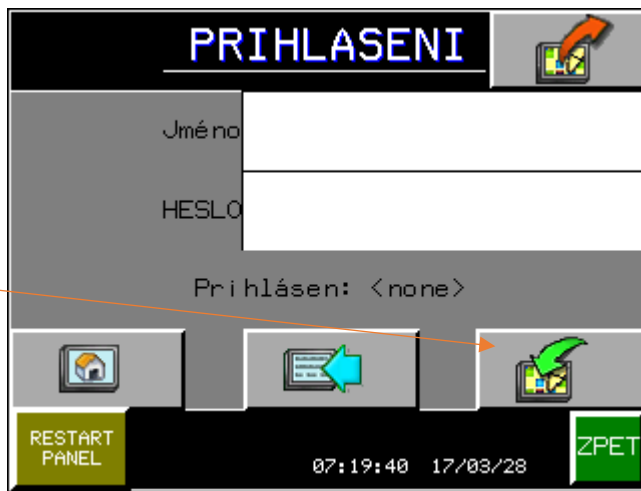 PRIHLASENI
Jméno
HESLO
Prihlásen: <none>
RESTART
PANEL
07:19:40 17/03/28
ZPET